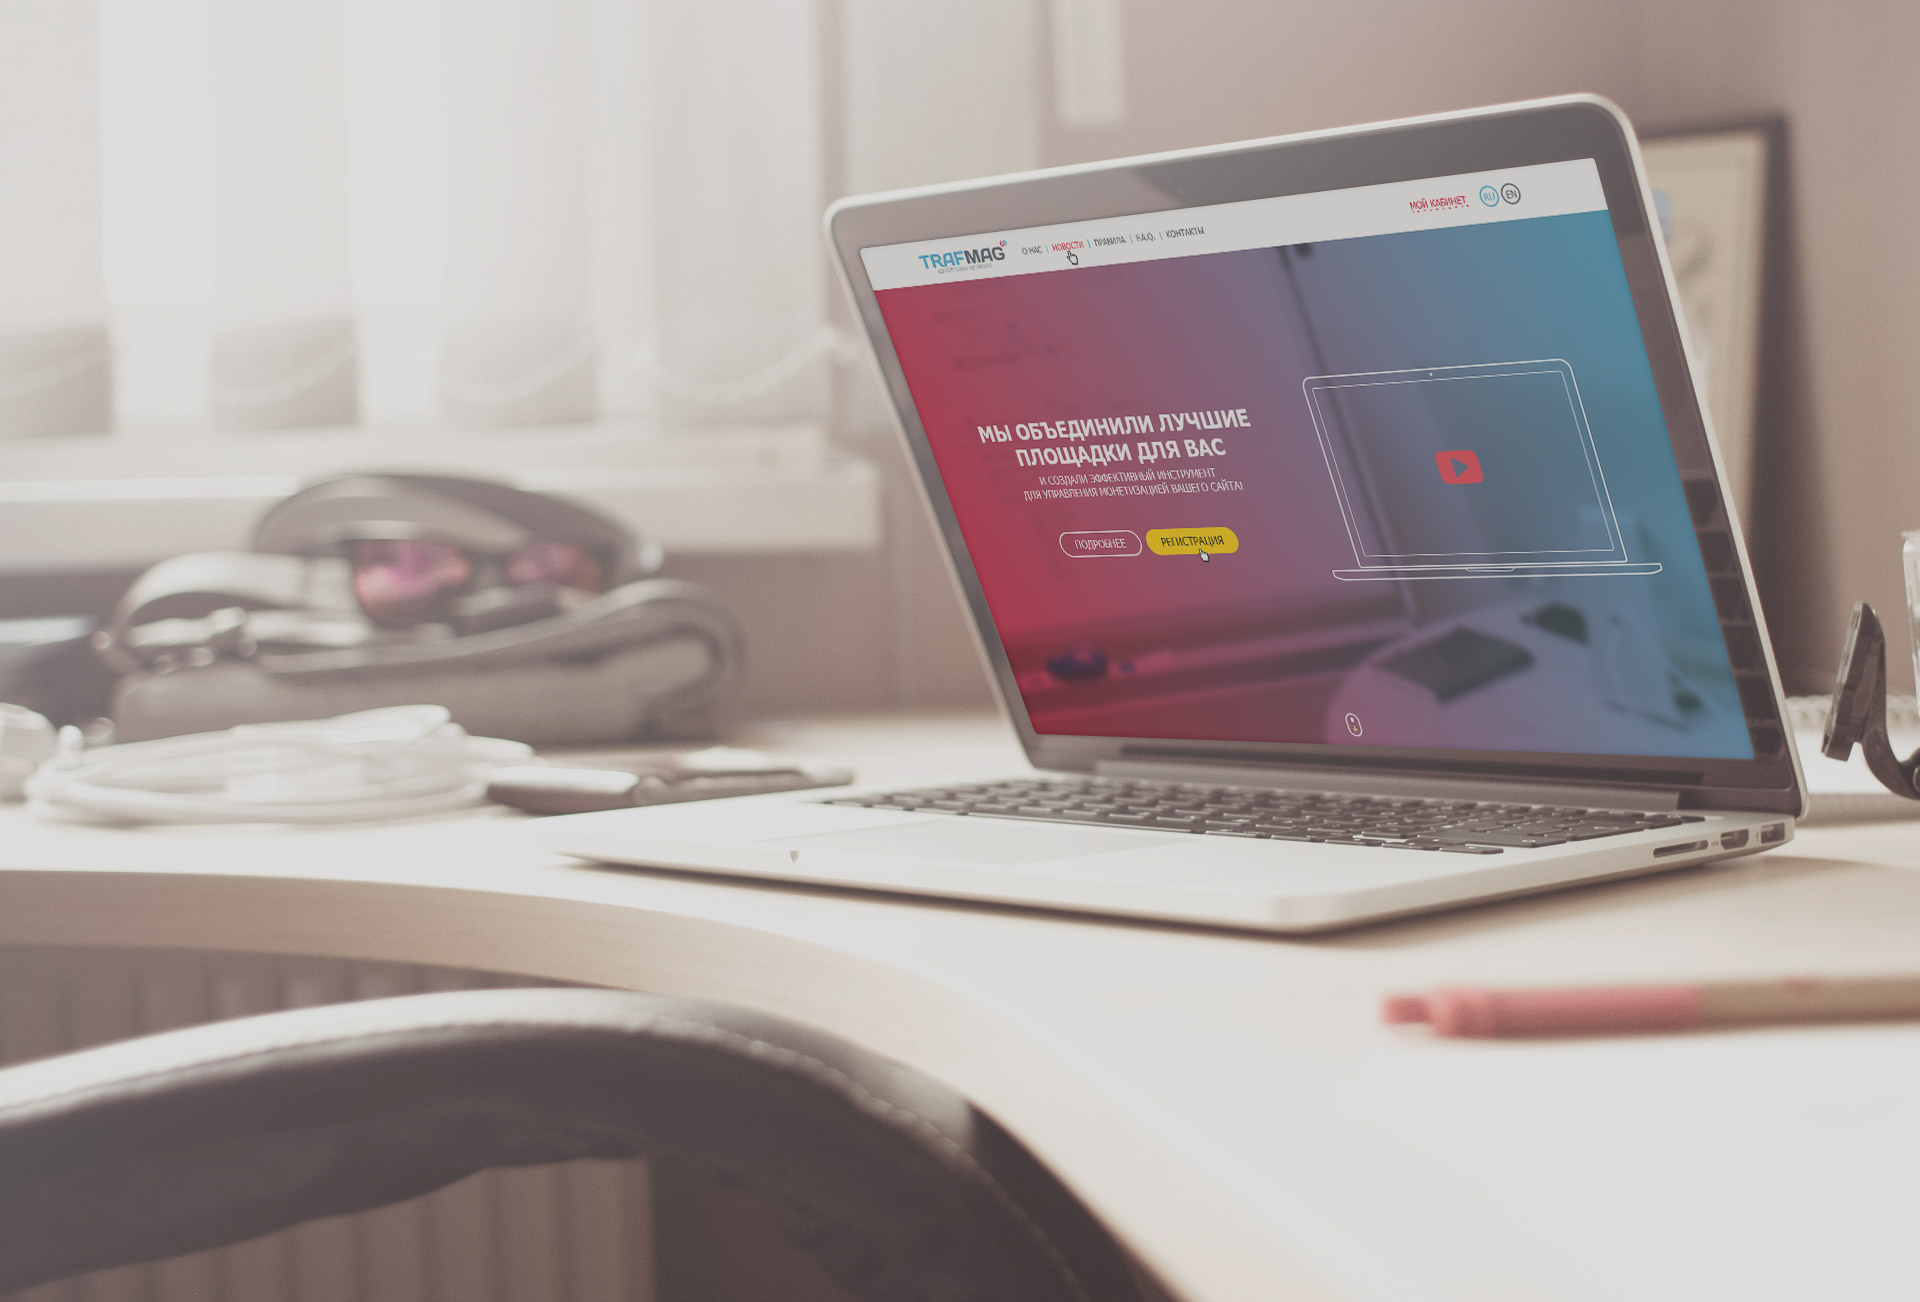 TRAFMAG
ADVERTISING NETWORK
О НАС | НОВОСТИ | ПРАВИЛА | F.A.Q. | КОНТАКТЫ
МОЙ КАБИНЕТ
RU EN
МЫ ОБЪЕДИНИЛИ ЛУЧШИЕ
ПЛОЩАДКИ ДЛЯ ВАС
И СОЗДАЛИ ЭФФЕКТИВНЫЙ ИНСТРУМЕНТ
ДЛЯ УПРАВЛЕНИЯ МОНЕТИЗАЦИЕЙ ВАШЕГО САЙТА!
ПОДРОБНЕЕ
РЕГИСТРАЦИЯ